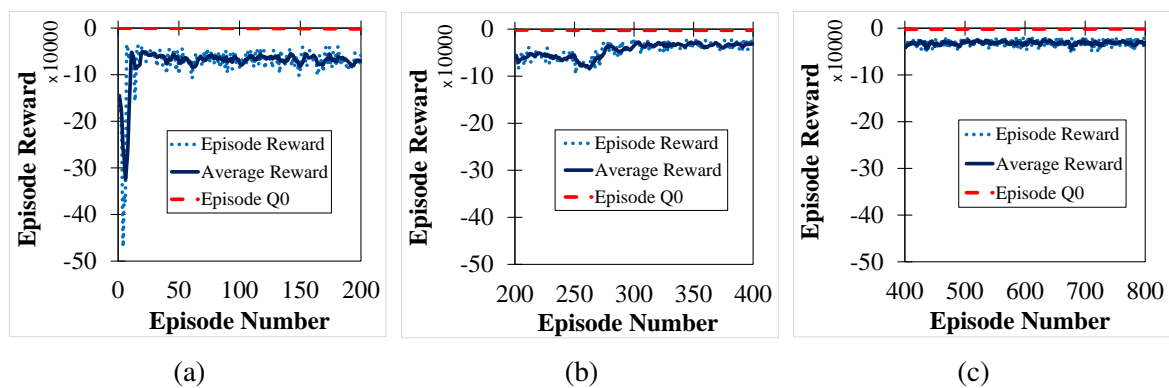 0
-10
-20
-30
-40
-50
x10000
Episode Reward
Episode Reward
Average Reward
Episode Q0
0 50 100 150 200
Episode Number
(a)
0
-10
-20
-30
-40
-50
x10000
Episode Reward
Episode Reward
Average Reward
Episode Q0
200 250 300 350 400
Episode Number
(b)
0
-10
-20
-30
-40
-50
x10000
Episode Reward
Episode Reward
Average Reward
Episode Q0
400 500 600 700 800
Episode Number
(c)